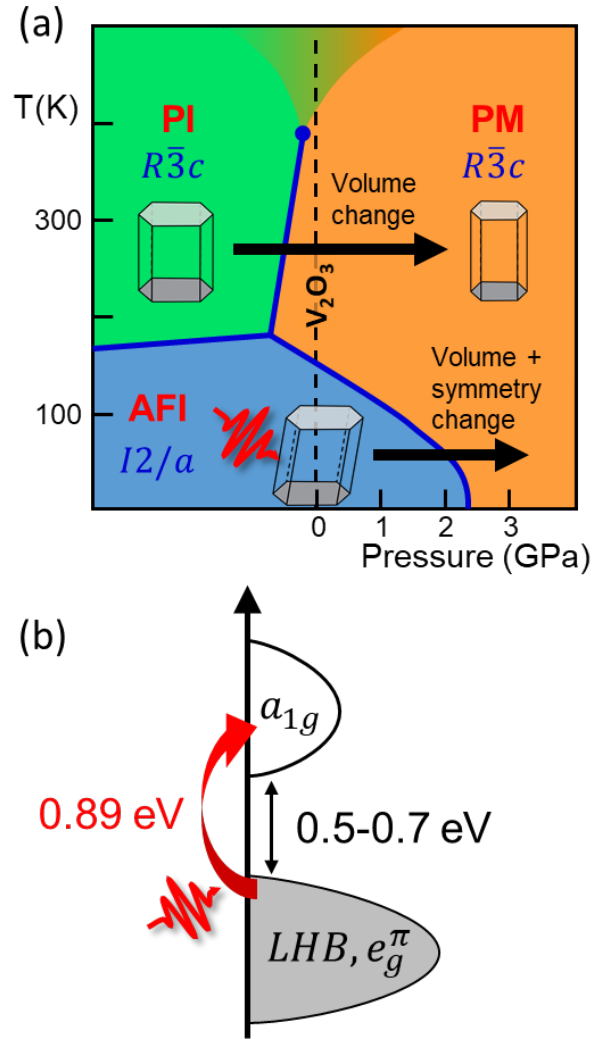 (a)
T(K)
PI
R3̅c
PM
R3̅c
Volume
change
300
V₂O₃
Volume +
symmetry
change
100
AFI
I2/a
0 1 2 3
Pressure (GPa)
(b)
a₁g
0.89 eV
0.5-0.7 eV
LHB, e_g^π